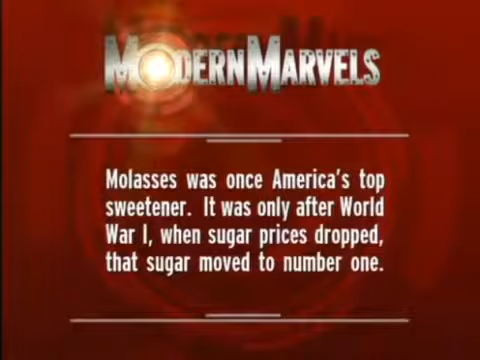 MODERN MARVELS
Molasses was once America's top
sweetener. It was only after World
War I, when sugar prices dropped,
that sugar moved to number one.